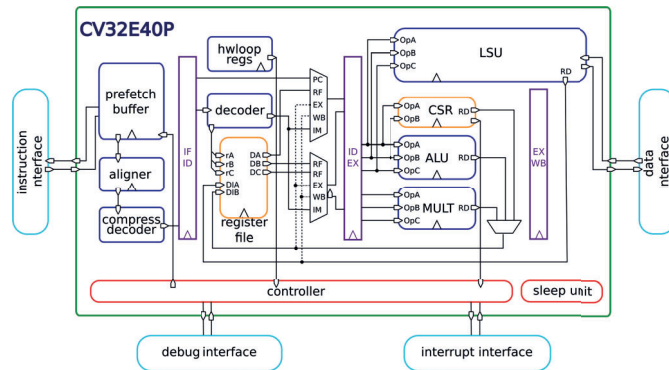 CV32E40P
hwloop
regs
prefetch
buffer
aligner
compress
decoder
instruction
nterface
IF
ID
decoder
rA
rB
rC
DIA
DIB
DA
DB
DC
register
file
PC
RF
EX
WB
IM
RF
RF
EX
WB
IM
ID
EX
OpA
OpB
OpC
LSU
RD
OpA
OpB
CSR
RD
OpA
OpB
OpC
ALU
RD
OpA
OpB
OpC
MULT
RD
EX
WB
data
nterface
controller
sleep unit
debug interface
interrupt interface